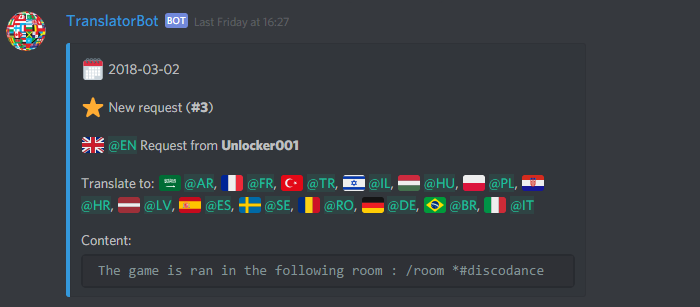 TranslatorBot BOT Last Friday at 16:27
2018-03-02
New request (#3)
@EN Request from Unlocker001
Translate to: @AR, @FR, @TR, @IL, @HU, @PL,
@HR, @LV, @ES, @SE, @RO, @DE, @BR, @IT
Content:
The game is ran in the following room : /room *#discodance